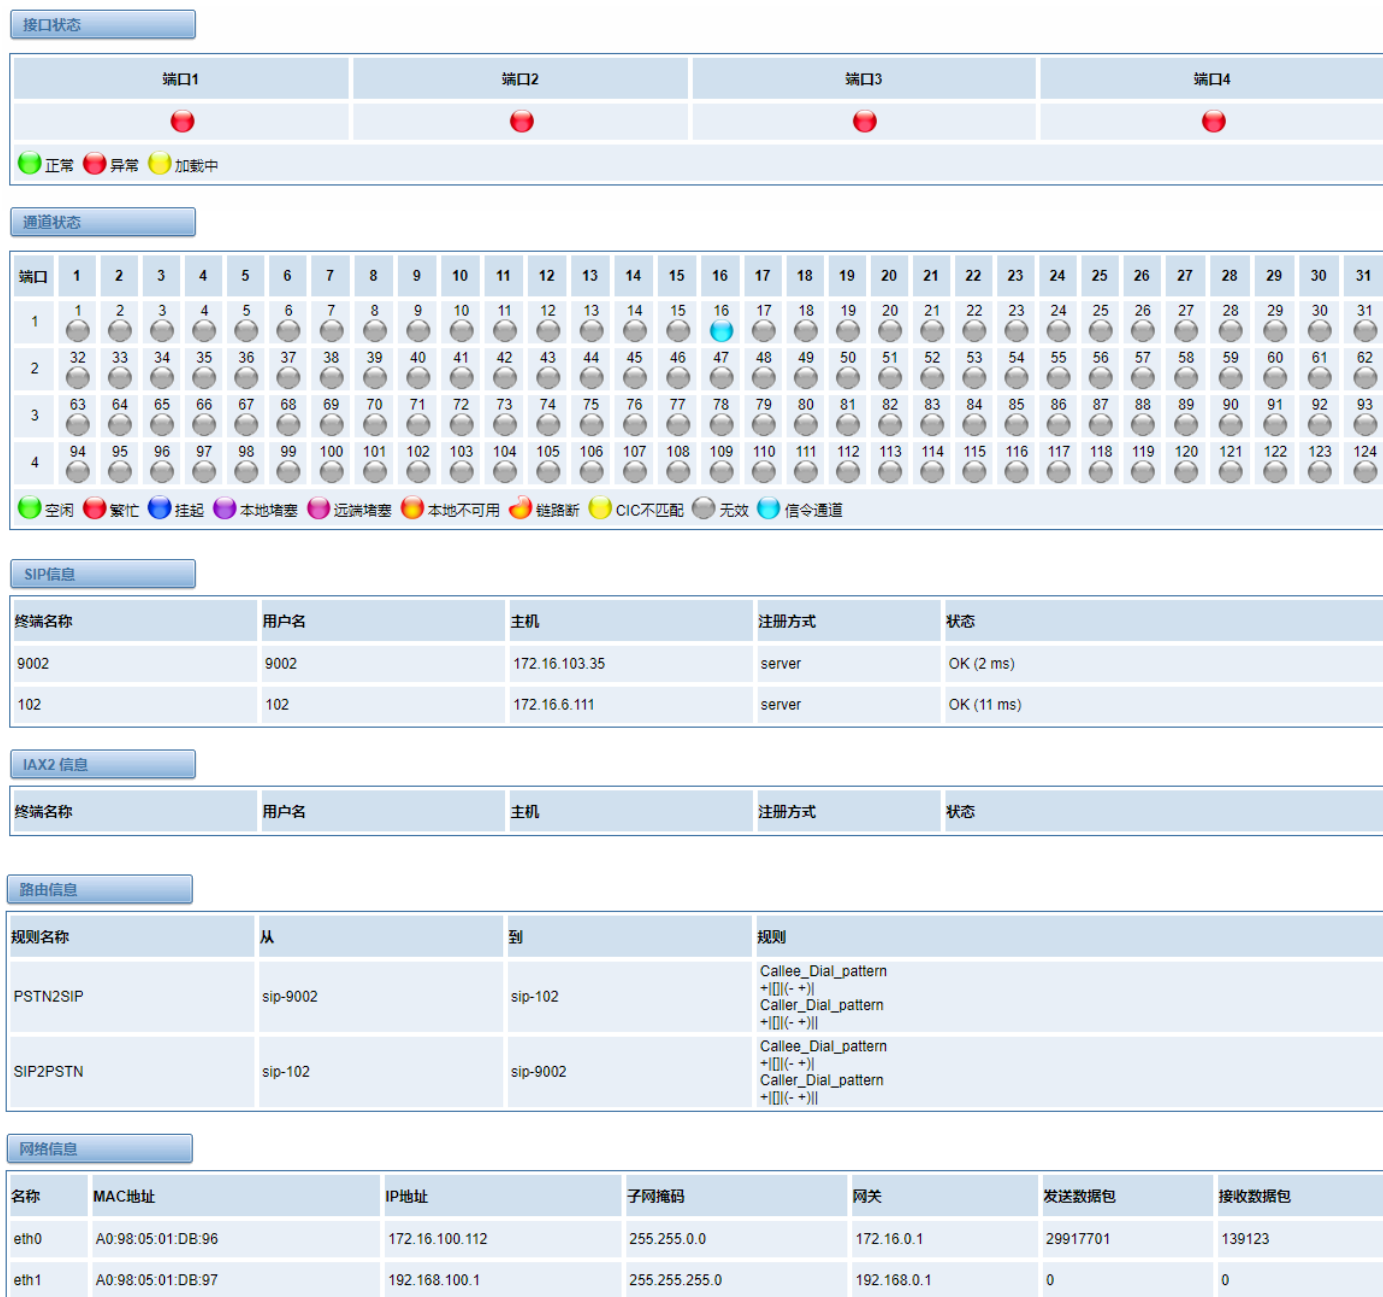 接口状态
端口1 端口2 端口3 端口4
正常 异常 加载中
通道状态
端口 1 2 3 4 5 6 7 8 9 10 11 12 13 14 15 16 17 18 19 20 21 22 23 24 25 26 27 28 29 30 31
1 2 3 4 5 6 7 8 9 10 11 12 13 14 15 16 17 18 19 20 21 22 23 24 25 26 27 28 29 30 31
1
32 33 34 35 36 37 38 39 40 41 42 43 44 45 46 47 48 49 50 51 52 53 54 55 56 57 58 59 60 61 62
2
63 64 65 66 67 68 69 70 71 72 73 74 75 76 77 78 79 80 81 82 83 84 85 86 87 88 89 90 91 92 93
3
94 95 96 97 98 99 100 101 102 103 104 105 106 107 108 109 110 111 112 113 114 115 116 117 118 119 120 121 122 123 124
4
空闲 繁忙 挂起 本地堵塞 远端堵塞 本地不可用 链路断 CIC不匹配 无效 信令通道
SIP信息
终端名称 用户名 主机 注册方式 状态
9002 9002 172.16.103.35 server OK (2 ms)
102 102 172.16.6.111 server OK (11 ms)
IAX2 信息
终端名称 用户名 主机 注册方式 状态
路由信息
规则名称 从 到 规则
PSTN2SIP sip-9002 sip-102
Callee_Dial_pattern
+|[]|(- +)|
Caller_Dial_pattern
+|[]|(- +)||
SIP2PSTN sip-102 sip-9002
Callee_Dial_pattern
+|[]|(- +)|
Caller_Dial_pattern
+|[]|(- +)||
网络信息
名称 MAC地址 IP地址 子网掩码 网关 发送数据包 接收数据包
eth0 A0:98:05:01:DB:96 172.16.100.112 255.255.0.0 172.16.0.1 29917701 139123
eth1 A0:98:05:01:DB:97 192.168.100.1 255.255.255.0 192.168.0.1 0 0